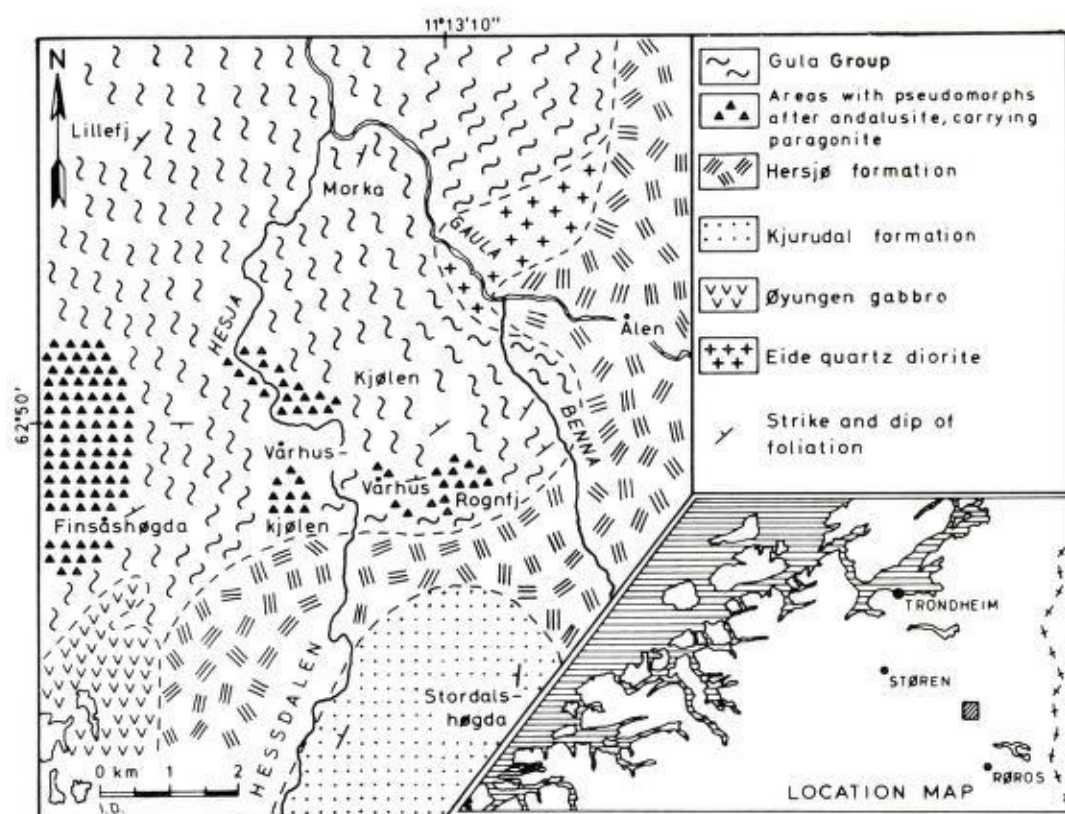 11°13'10"
N
Lillefj
Morka
GAULA
HESJA
Ålen
Kjølen
62°50'
BENNA
Vårhus-
kjølen
Vårhus
Rognfj
Finsåshøgda
HESSDALEN
Stordals-
høgda
0 km 1 2
I.D.
Gula Group
Areas with pseudomorphs
after andalusite, carrying
paragonite
Hersjø formation
Kjurudal formation
Øyungen gabbro
Eide quartz diorite
Strike and dip of
foliation
TRONDHEIM
STØREN
RØROS
LOCATION MAP